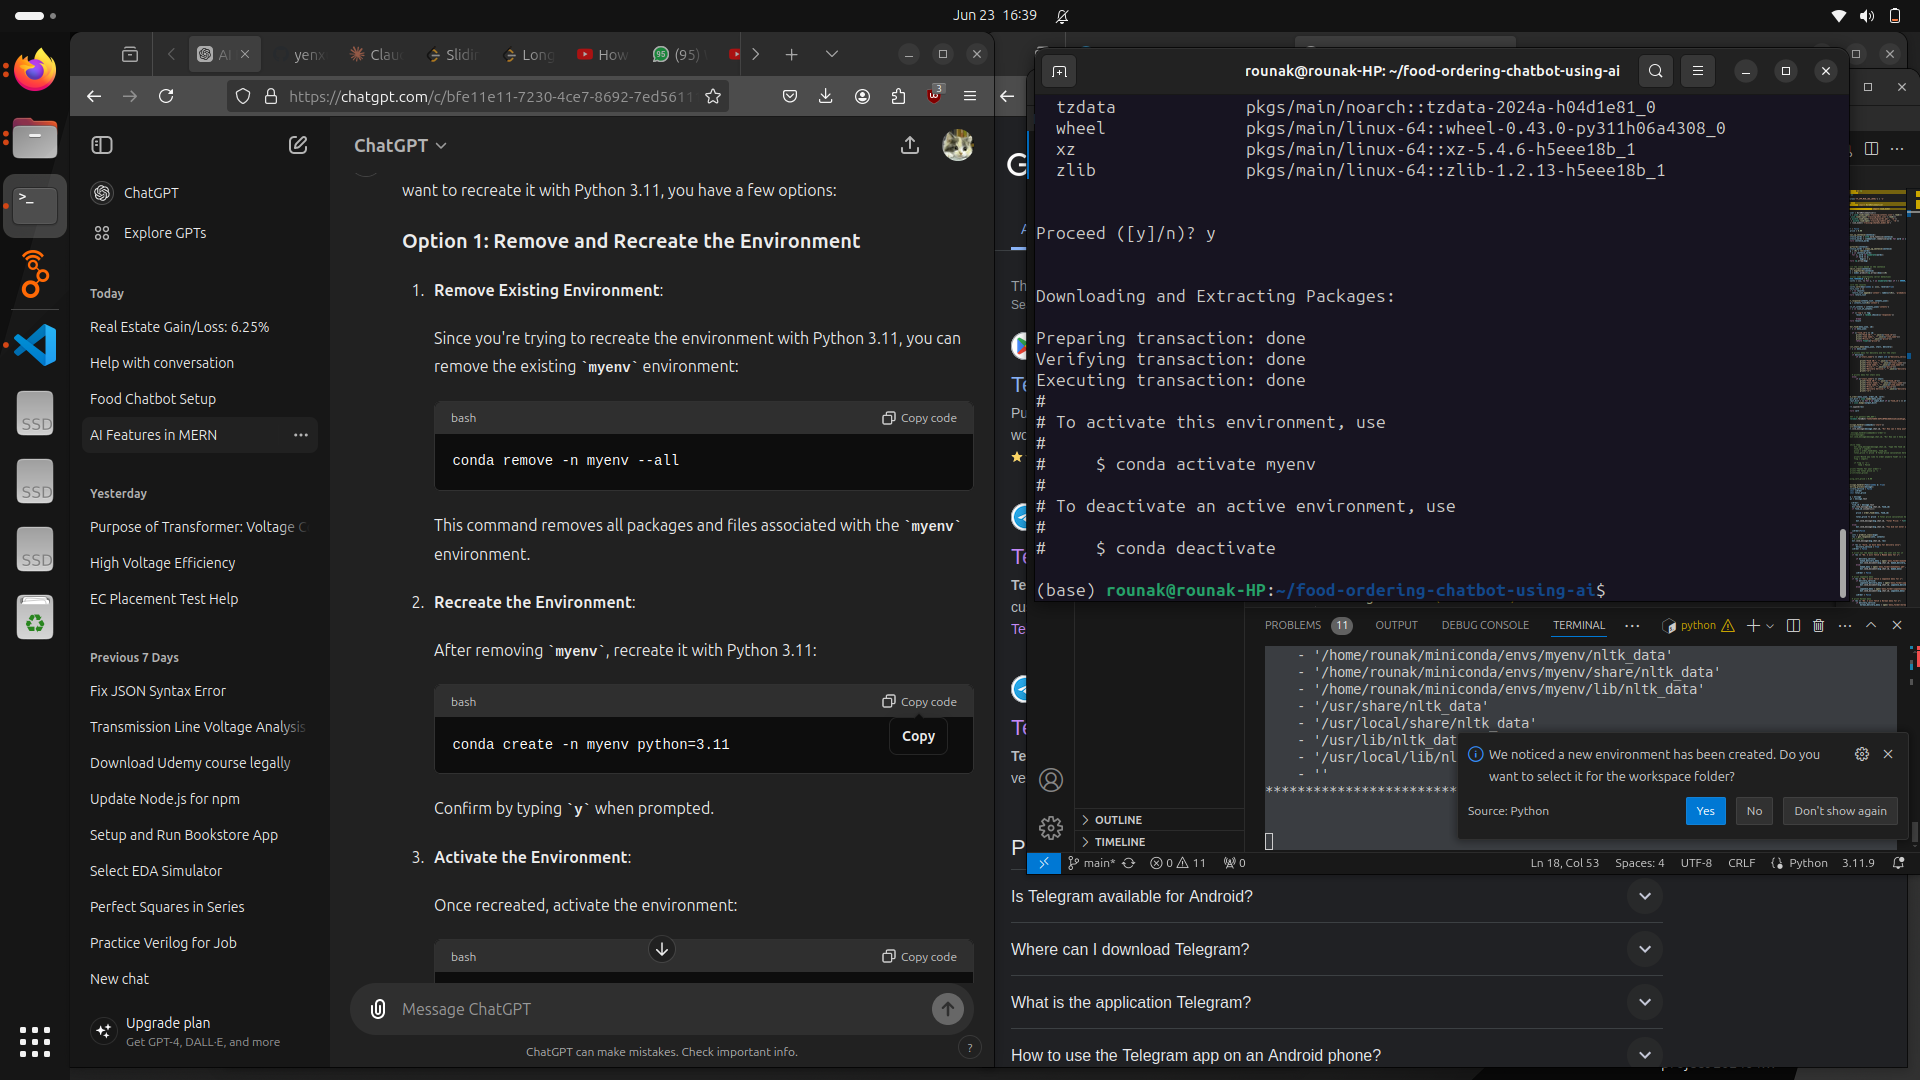 Jun 23 16:39
AI
yenx
Clau
Slidin
Long
How
(95)
https://chatgpt.com/c/bfe11e11-7230-4ce7-8692-7ed5611
3
ChatGPT
Explore GPTs
Today
Real Estate Gain/Loss: 6.25%
Help with conversation
Food Chatbot Setup
AI Features in MERN
Yesterday
Purpose of Transformer: Voltage Co
High Voltage Efficiency
EC Placement Test Help
Previous 7 Days
Fix JSON Syntax Error
Transmission Line Voltage Analysis
Download Udemy course legally
Update Node.js for npm
Setup and Run Bookstore App
Select EDA Simulator
Perfect Squares in Series
Practice Verilog for Job
New chat
Upgrade plan
Get GPT-4, DALL·E, and more
SSD
SSD
SSD
ChatGPT
want to recreate it with Python 3.11, you have a few options:
Option 1: Remove and Recreate the Environment
1. Remove Existing Environment:
Since you're trying to recreate the environment with Python 3.11, you can
remove the existing `myenv` environment:
bash
Copy code
conda remove -n myenv --all
This command removes all packages and files associated with the `myenv`
environment.
2. Recreate the Environment:
After removing `myenv`, recreate it with Python 3.11:
bash
Copy code
Copy
conda create -n myenv python=3.11
Confirm by typing `y` when prompted.
3. Activate the Environment:
Once recreated, activate the environment:
bash
Copy code
Message ChatGPT
ChatGPT can make mistakes. Check important info.
?
rounak@rounak-HP: ~/food-ordering-chatbot-using-ai
tzdata pkgs/main/noarch::tzdata-2024a-h04d1e81_0
wheel pkgs/main/linux-64::wheel-0.43.0-py311h06a4308_0
xz pkgs/main/linux-64::xz-5.4.6-h5eee18b_1
zlib pkgs/main/linux-64::zlib-1.2.13-h5eee18b_1
Proceed ([y]/n)? y
Downloading and Extracting Packages:
Preparing transaction: done
Verifying transaction: done
Executing transaction: done
#
# To activate this environment, use
#
# $ conda activate myenv
#
# To deactivate an active environment, use
#
# $ conda deactivate
(base) rounak@rounak-HP:~/food-ordering-chatbot-using-ai$
PROBLEMS 11 OUTPUT DEBUG CONSOLE TERMINAL
python
- '/home/rounak/miniconda/envs/myenv/nltk_data'
- '/home/rounak/miniconda/envs/myenv/share/nltk_data'
- '/home/rounak/miniconda/envs/myenv/lib/nltk_data'
- '/usr/share/nltk_data'
- '/usr/local/share/nltk_data'
- '/usr/lib/nltk_dat
- '/usr/local/lib/nl
- ''
************************
We noticed a new environment has been created. Do you
want to select it for the workspace folder?
Source: Python
Yes
No
Don't show again
OUTLINE
TIMELINE
main*
0
11
0
Ln 18, Col 53
Spaces: 4
UTF-8
CRLF
Python
3.11.9
Is Telegram available for Android?
Where can I download Telegram?
What is the application Telegram?
How to use the Telegram app on an Android phone?